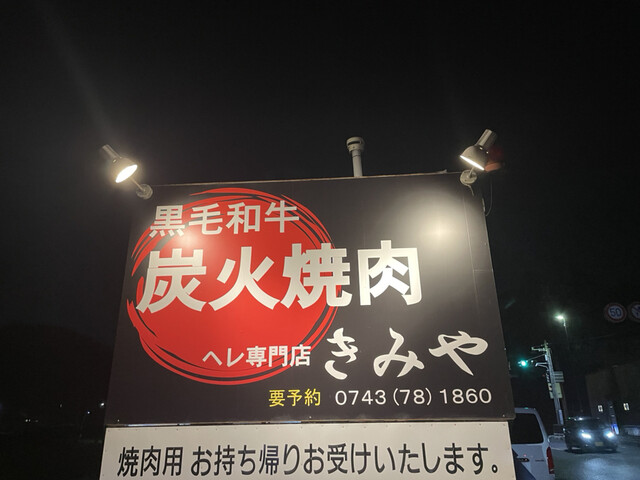 黒毛和牛
炭火焼肉
ヘレ専門店 きみや
要予約 0743(78)1860
焼肉用 お持ち帰りお受けいたします。